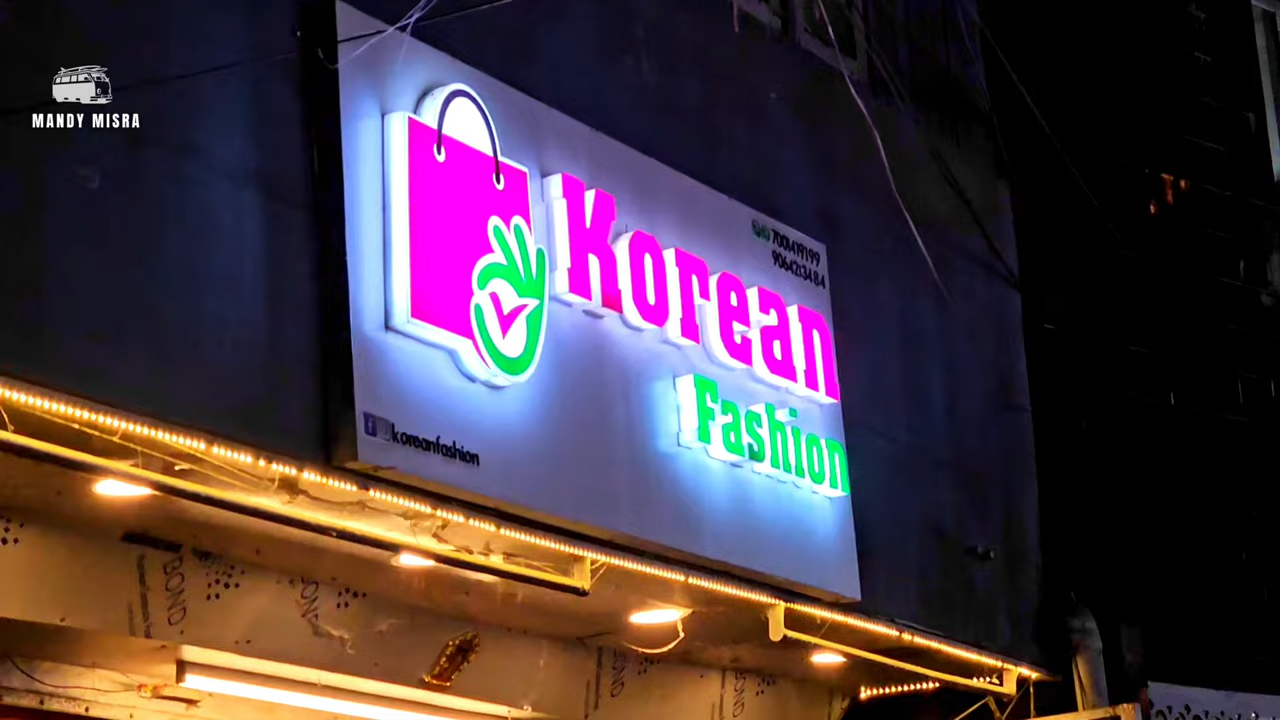 MANDY MISRA
7001419199
9064213484
Korean
Fashion
koreanfashion
BOND
BOND